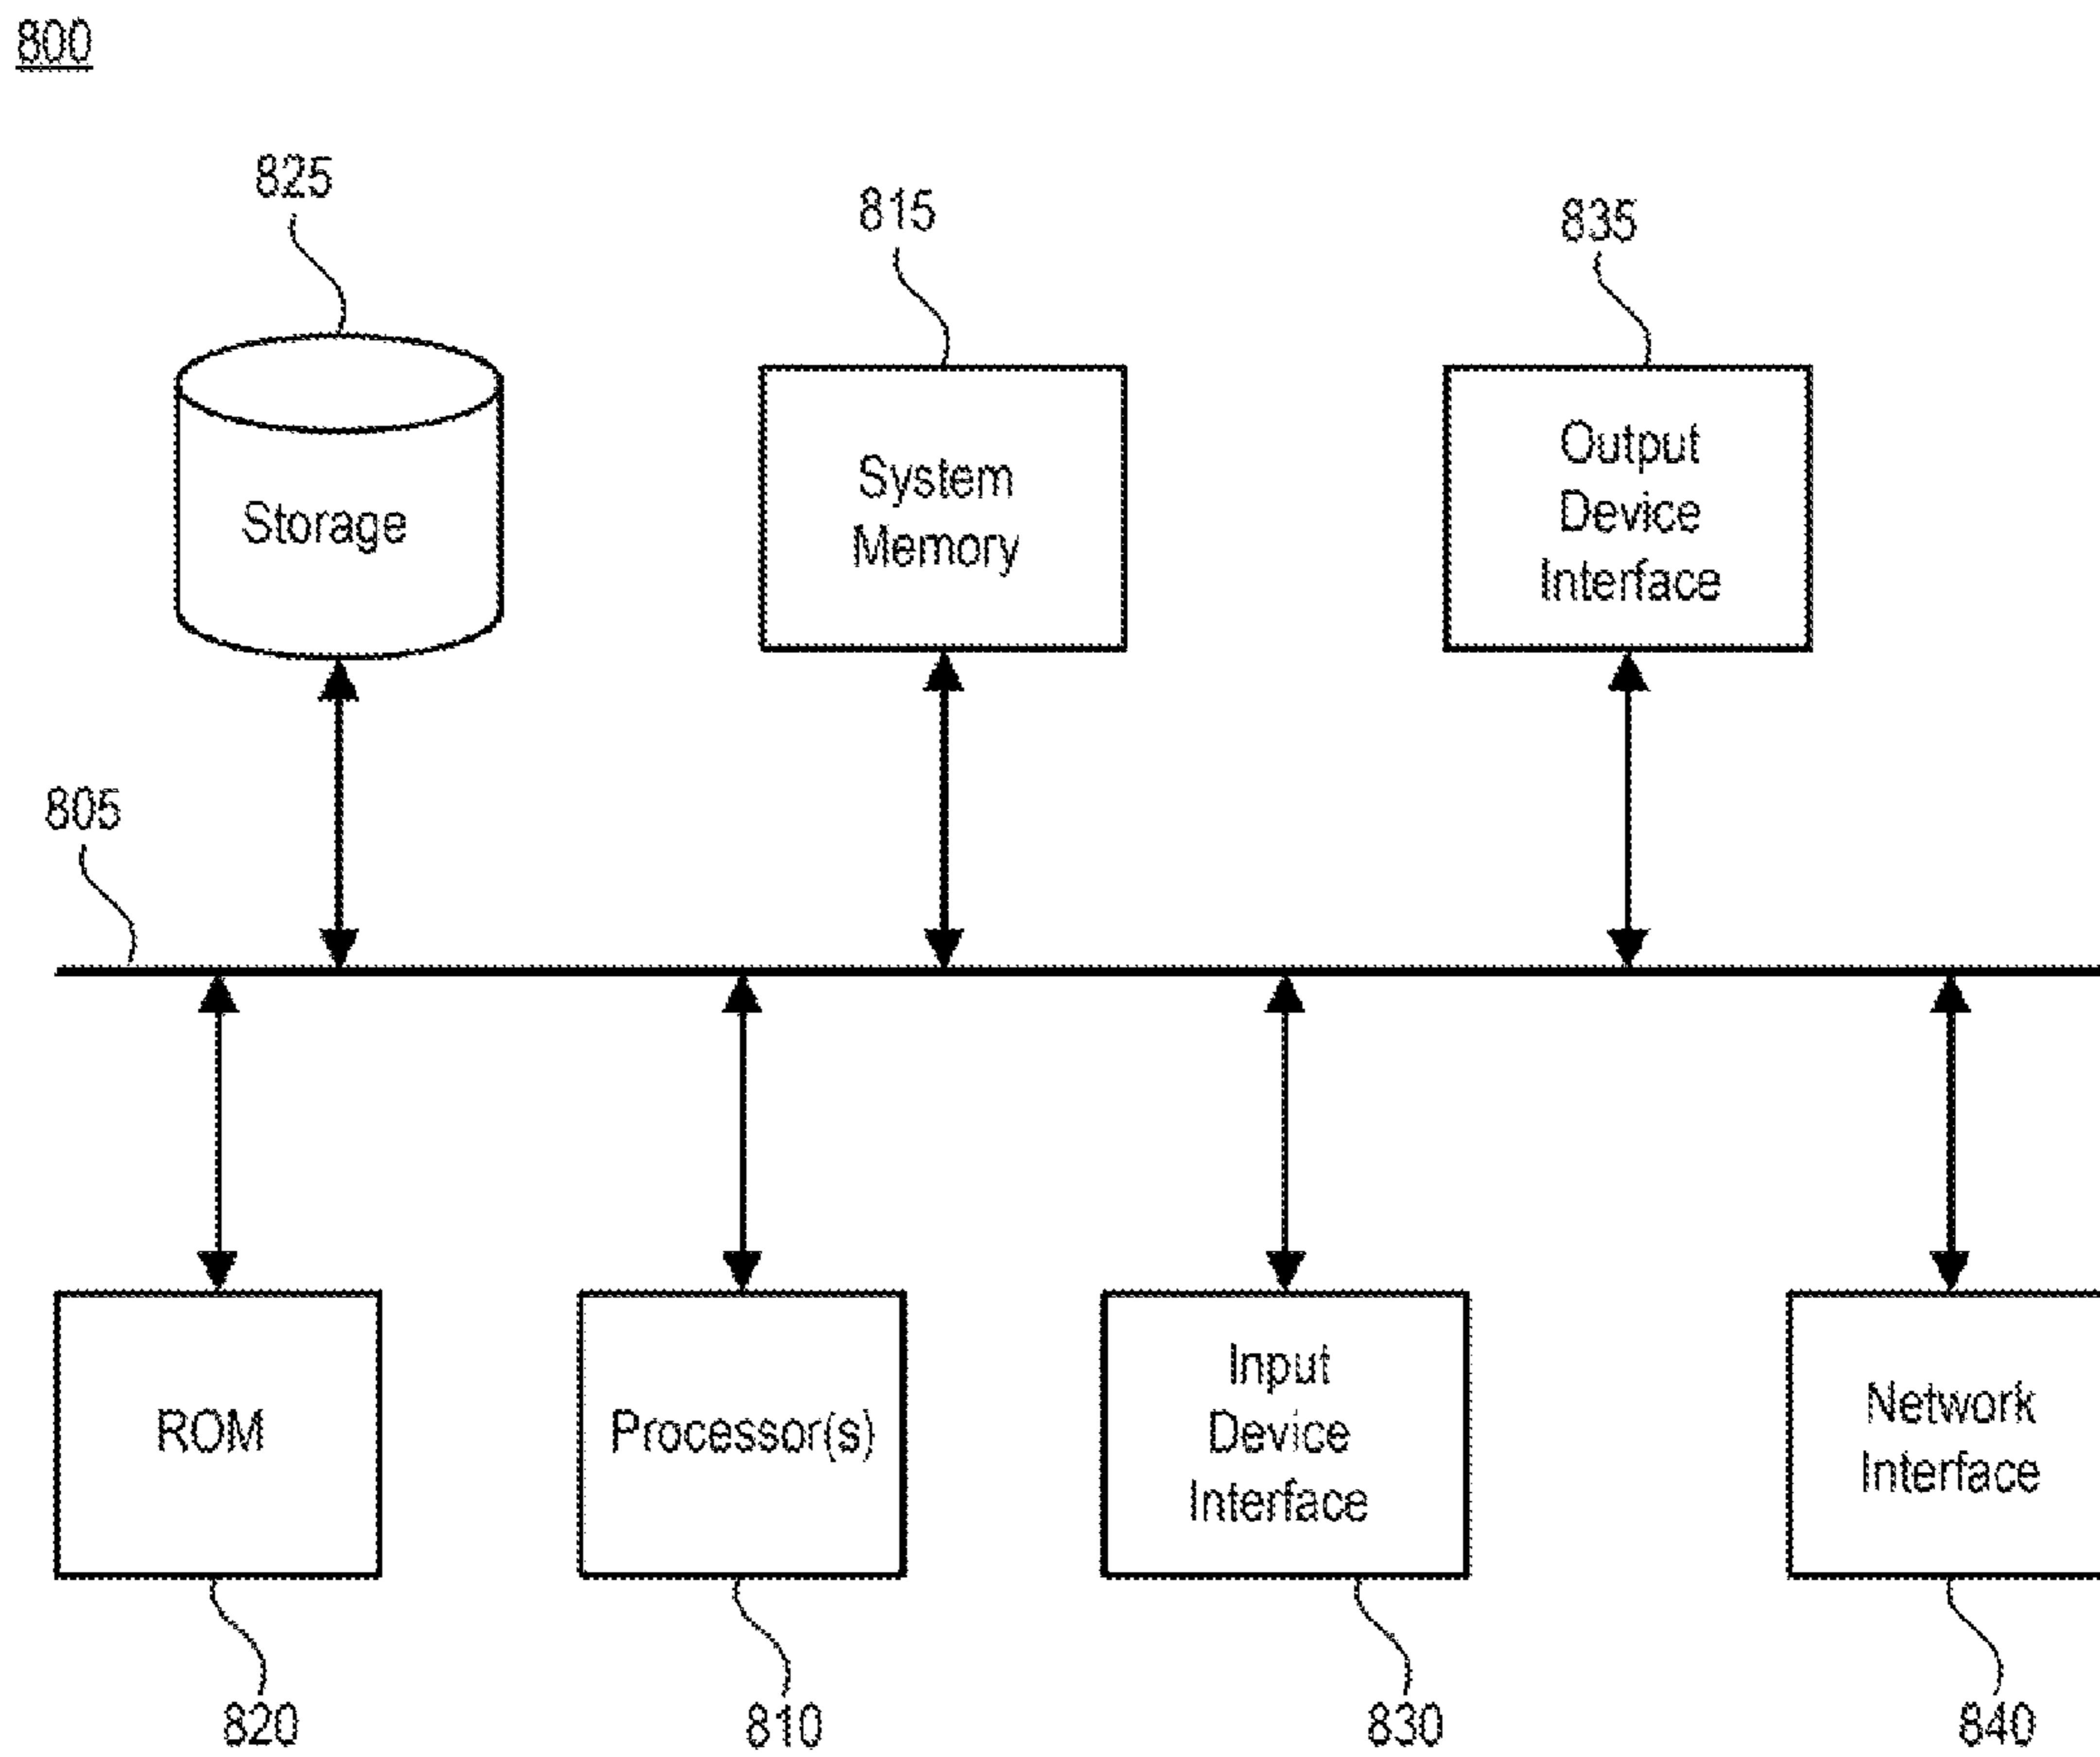 800
825
815
835
Storage
System
Memory
Output
Device
Interface
805
ROM
Processor(s)
Input
Device
Interface
Network
Interface
820
810
830
840